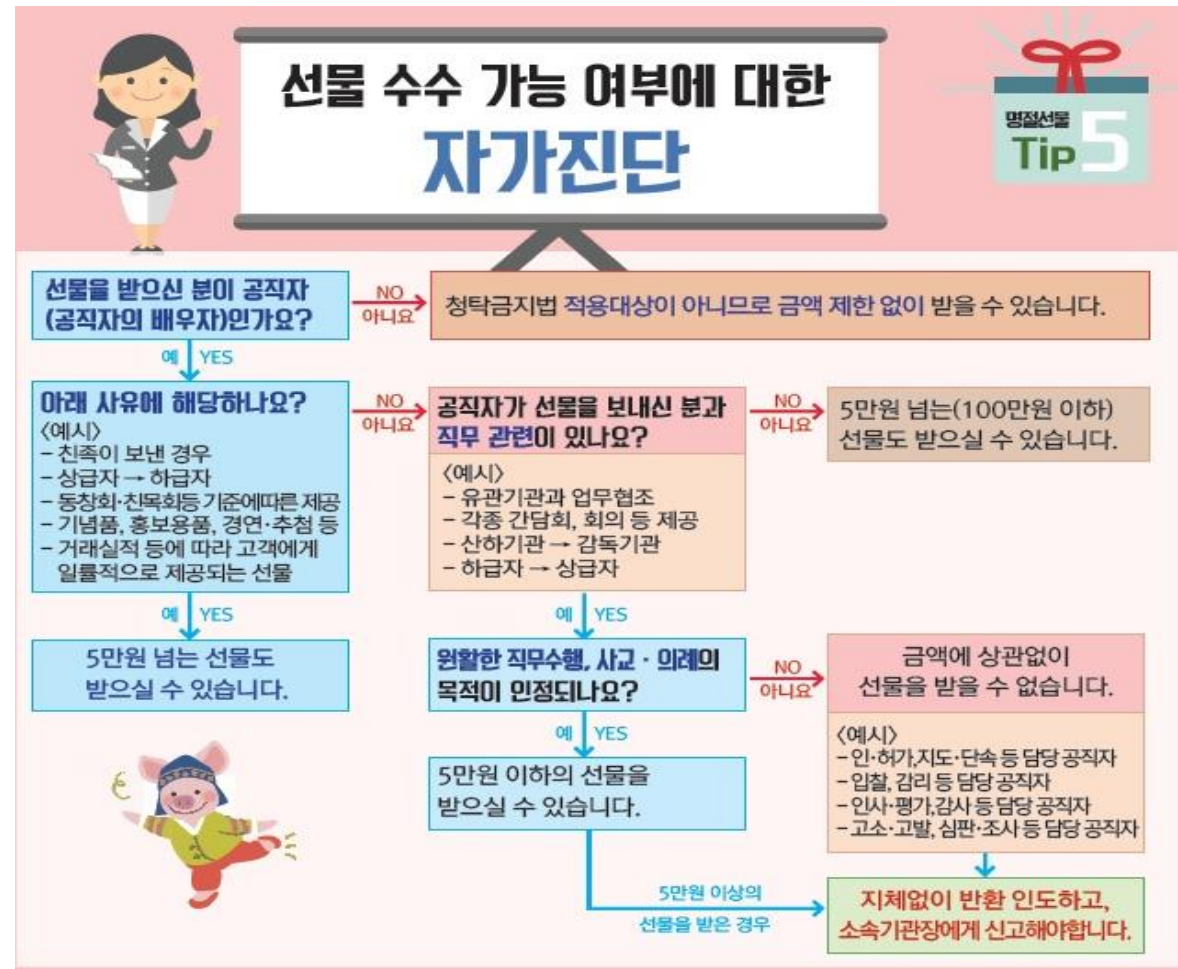 선물 수수 가능 여부에 대한
자가진단
명절선물
Tip 5
선물을 받으신 분이 공직자
(공직자의 배우자)인가요?
NO
아니요
청탁금지법 적용대상이 아니므로 금액 제한 없이 받을 수 있습니다.
예 YES
아래 사유에 해당하나요?
〈예시〉
- 친족이 보낸 경우
- 상급자 → 하급자
- 동창회·친목회등 기준에따른 제공
- 기념품, 홍보용품, 경연·추첨 등
- 거래실적 등에 따라 고객에게
일률적으로 제공되는 선물
NO
아니요
공직자가 선물을 보내신 분과
직무 관련이 있나요?
〈예시〉
- 유관기관과 업무협조
- 각종 간담회, 회의 등 제공
- 산하기관 → 감독기관
- 하급자 → 상급자
NO
아니요
5만원 넘는(100만원 이하)
선물도 받으실 수 있습니다.
예 YES
5만원 넘는 선물도
받으실 수 있습니다.
예 YES
원활한 직무수행, 사교·의례의
목적이 인정되나요?
NO
아니요
금액에 상관없이
선물을 받을 수 없습니다.
〈예시〉
- 인·허가,지도·단속 등 담당 공직자
- 입찰, 감리 등 담당 공직자
- 인사·평가,감사 등 담당 공직자
- 고소·고발, 심판·조사 등 담당 공직자
예 YES
5만원 이하의 선물을
받으실 수 있습니다.
5만원 이상의
선물을 받은 경우
지체없이 반환 인도하고,
소속기관장에게 신고해야합니다.